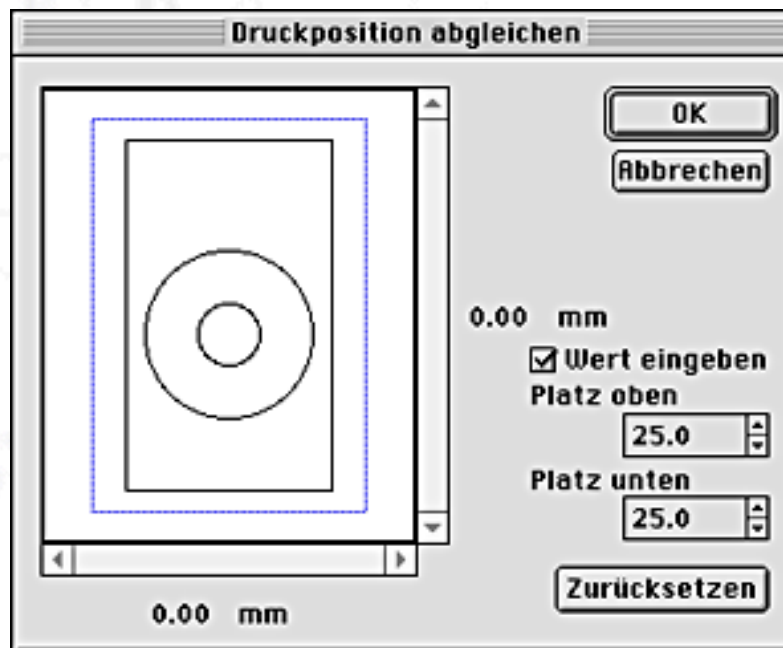 Druckposition abgleichen
OK
Abbrechen
0.00 mm
Wert eingeben
Platz oben
25.0
Platz unten
25.0
Zurücksetzen
0.00 mm